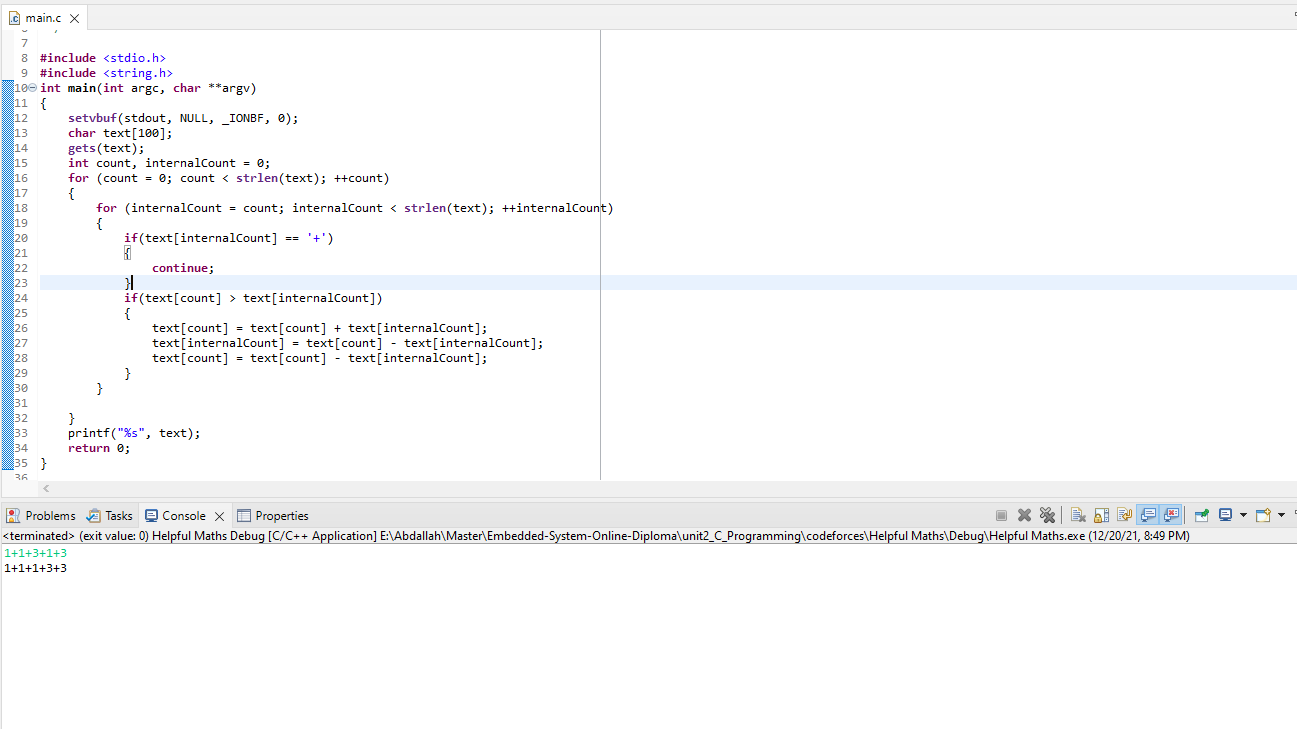 main.c
7
8 #include <stdio.h>
9 #include <string.h>
10 int main(int argc, char **argv)
11 {
12     setvbuf(stdout, NULL, _IONBF, 0);
13     char text[100];
14     gets(text);
15     int count, internalCount = 0;
16     for (count = 0; count < strlen(text); ++count)
17     {
18         for (internalCount = count; internalCount < strlen(text); ++internalCount)
19         {
20             if(text[internalCount] == '+')
21             {
22                 continue;
23             }
24             if(text[count] > text[internalCount])
25             {
26                 text[count] = text[count] + text[internalCount];
27                 text[internalCount] = text[count] - text[internalCount];
28                 text[count] = text[count] - text[internalCount];
29             }
30         }
31
32     }
33     printf("%s", text);
34     return 0;
35 }
36
Problems Tasks Console Properties
<terminated> (exit value: 0) Helpful Maths Debug [C/C++ Application] E:\Abdallah\Master\Embedded-System-Online-Diploma\unit2_C_Programming\codeforces\Helpful Maths\Debug\Helpful Maths.exe (12/20/21, 8:49 PM)
1+1+3+1+3
1+1+1+3+3